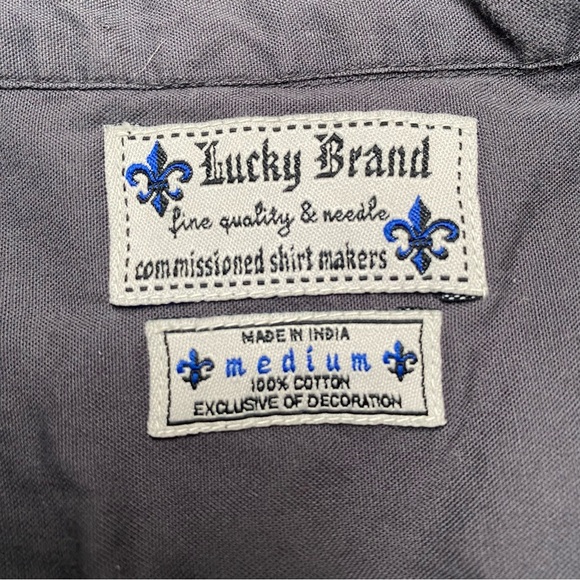 Lucky Brand
fine quality & needle
commissioned shirt makers
MADE IN INDIA
medium
100% COTTON
EXCLUSIVE OF DECORATION